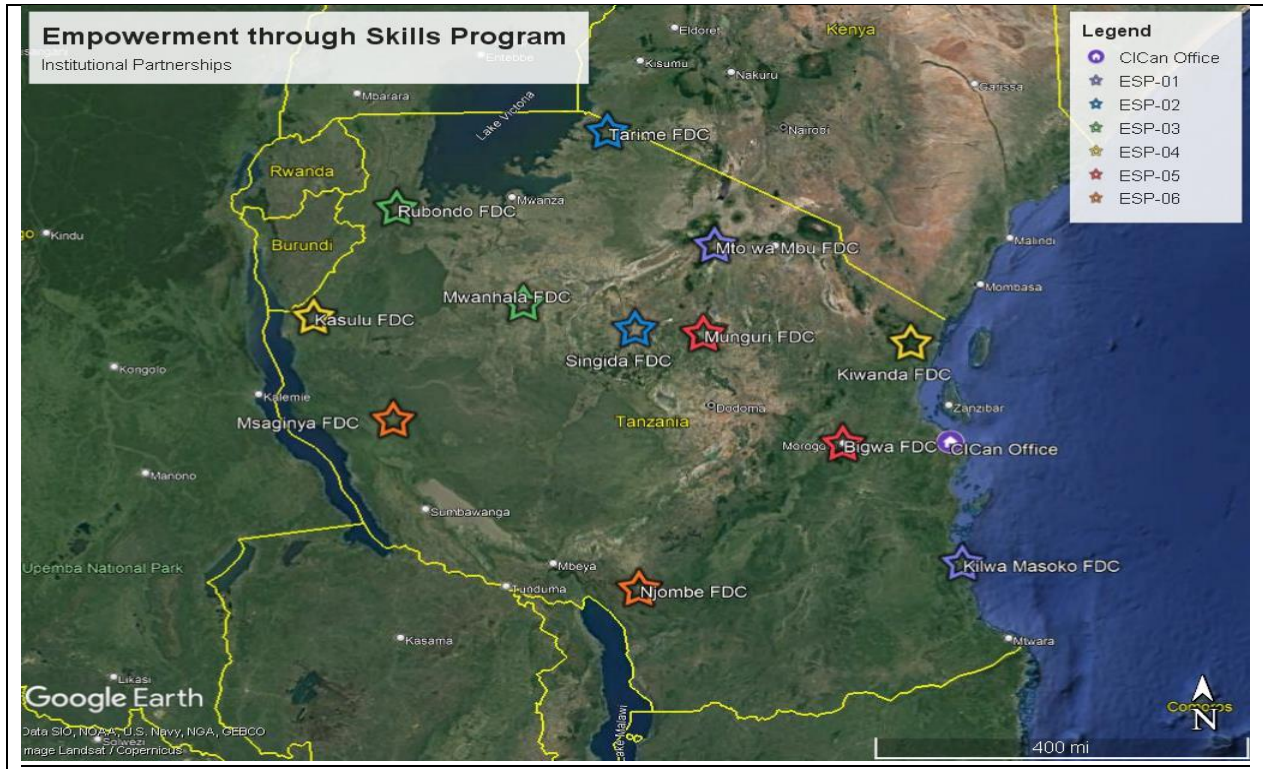 Empowerment through Skills Program
Institutional Partnerships
Legend
CICan Office
ESP-01
ESP-02
ESP-03
ESP-04
ESP-05
ESP-06
Eldoret
Kenya
Entebbe
Kisumu
Nakuru
Garissa
Mbarara
Lake Victoria
Nairobi
Tarime FDC
Rwanda
Mwanza
Rubondo FDC
Kindu
Burundi
Mto wa Mbu FDC
Malindi
Mombasa
Mwanhala FDC
Kasulu FDC
Singida FDC
Munguri FDC
Kiwanda FDC
Kongolo
Kalemie
Msaginya FDC
Tanzania
Dodoma
Zanzibar
Morogo
Bigwa FDC
CICan Office
Manono
Sumbawanga
Upemba National Park
Mbeya
Tunduma
Njombe FDC
Kilwa Masoko FDC
Kasama
Mtwara
Likasi
Google Earth
Lake Malawi
Comoros
N
Data SIO, NOAA, U.S. Navy, NGA, GEBCO
Solwezi
Image Landsat / Copernicus
400 mi